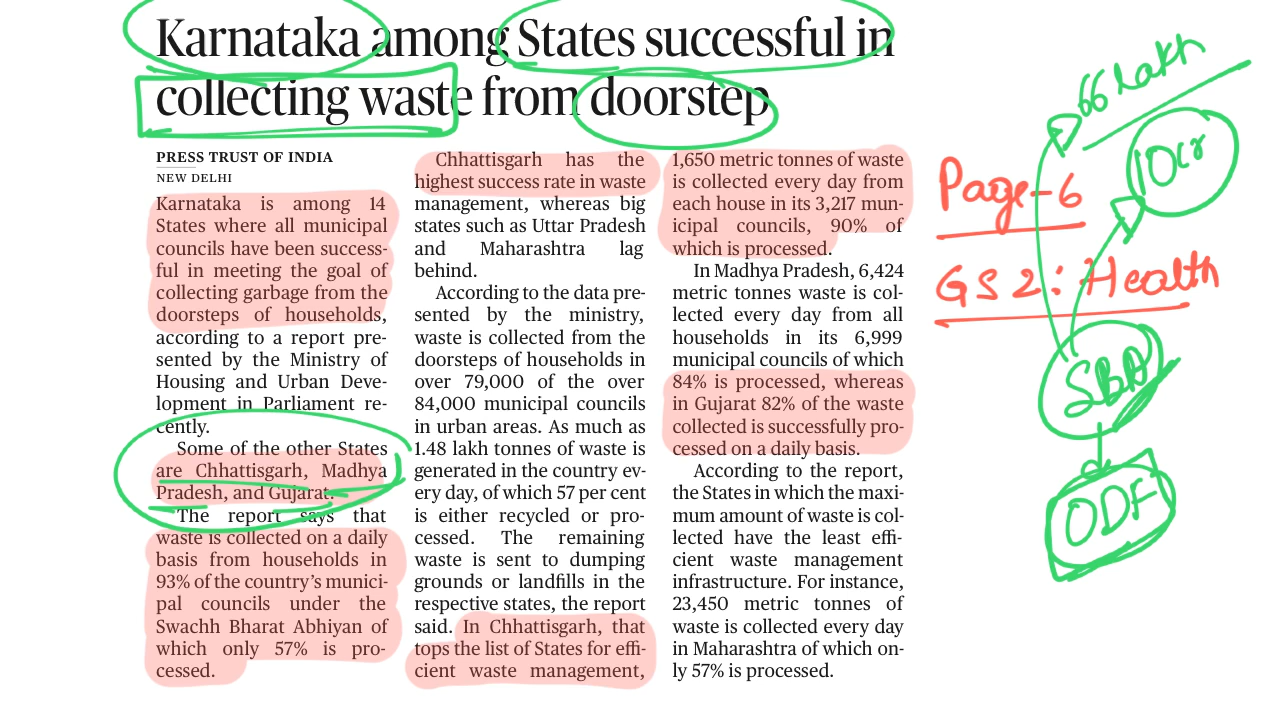 Karnataka among States successful in
collecting waste from doorstep
PRESS TRUST OF INDIA
NEW DELHI
Karnataka is among 14
States where all municipal
councils have been success-
ful in meeting the goal of
collecting garbage from the
doorsteps of households,
according to a report pre-
sented by the Ministry of
Housing and Urban Deve-
lopment in Parliament re-
cently.
Some of the other States
are Chhattisgarh, Madhya
Pradesh, and Gujarat.
The report says that
waste is collected on a daily
basis from households in
93% of the country's munici-
pal councils under the
Swachh Bharat Abhiyan of
which only 57% is pro-
cessed.
Chhattisgarh has the
highest success rate in waste
management, whereas big
states such as Uttar Pradesh
and Maharashtra lag
behind.
According to the data pre-
sented by the ministry,
waste is collected from the
doorsteps of households in
over 79,000 of the over
84,000 municipal councils
in urban areas. As much as
1.48 lakh tonnes of waste is
generated in the country ev-
ery day, of which 57 per cent
is either recycled or pro-
cessed. The remaining
waste is sent to dumping
grounds or landfills in the
respective states, the report
said. In Chhattisgarh, that
tops the list of States for effi-
cient waste management,
1,650 metric tonnes of waste
is collected every day from
each house in its 3,217 mun-
icipal councils, 90% of
which is processed.
In Madhya Pradesh, 6,424
metric tonnes waste is col-
lected every day from all
households in its 6,999
municipal councils of which
84% is processed, whereas
in Gujarat 82% of the waste
collected is successfully pro-
cessed on a daily basis.
According to the report,
the States in which the maxi-
mum amount of waste is col-
lected have the least effi-
cient waste management
infrastructure. For instance,
23,450 metric tonnes of
waste is collected every day
in Maharashtra of which on-
ly 57% is processed.
66 lakh
10 cr
Page-6
GS2: Health
SBA
ODF